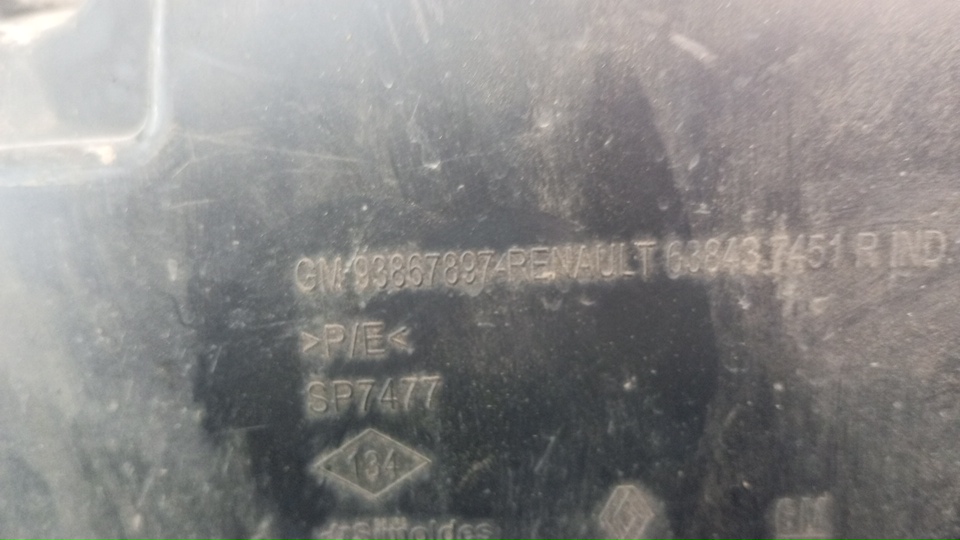 GM 93867897-RENAULT 63843 7451 R IND.
>P/E<
SP7477
134
GM